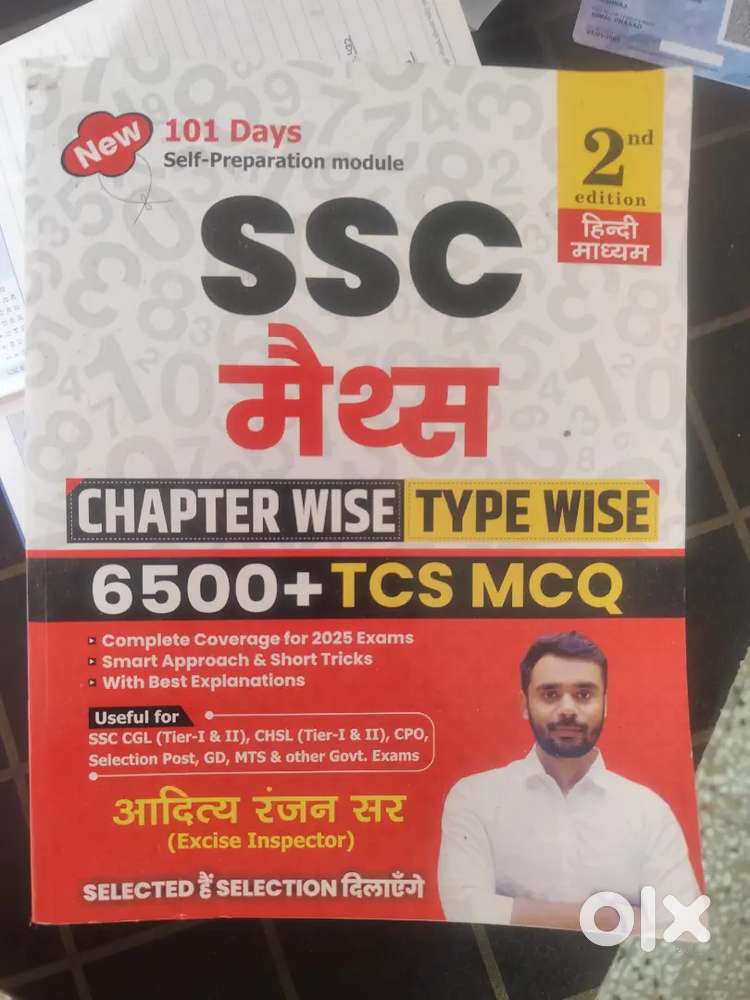 New
101 Days
Self-Preparation module
2nd
edition
हिन्दी
माध्यम
SSC
मैथ्स
CHAPTER WISE TYPE WISE
6500+ TCS MCQ
Complete Coverage for 2025 Exams
Smart Approach & Short Tricks
With Best Explanations
Useful for
SSC CGL (Tier-I & II), CHSL (Tier-I & II), CPO,
Selection Post, GD, MTS & other Govt. Exams
आदित्य रंजन सर
(Excise Inspector)
SELECTED हैं SELECTION दिलाएँगे
olx